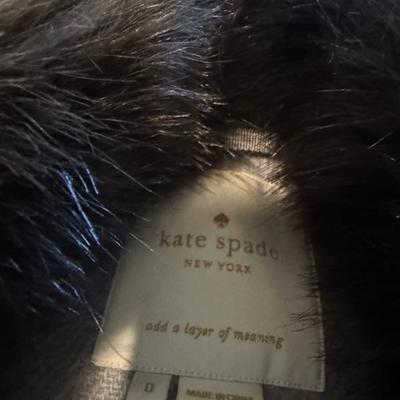 kate spade
NEW YORK
add a layer of meaning
0
MADE IN CHINA